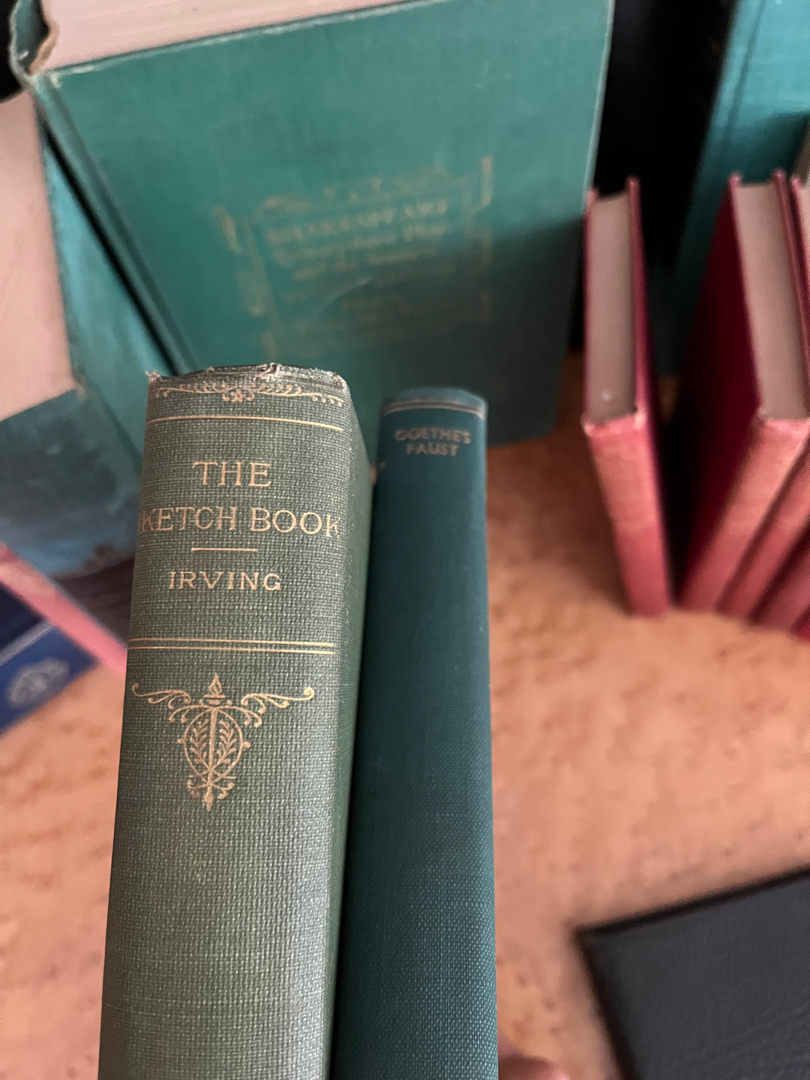 SHAKESPEARE
THE
KETCH BOOK
IRVING
GOETHE'S
FAUST